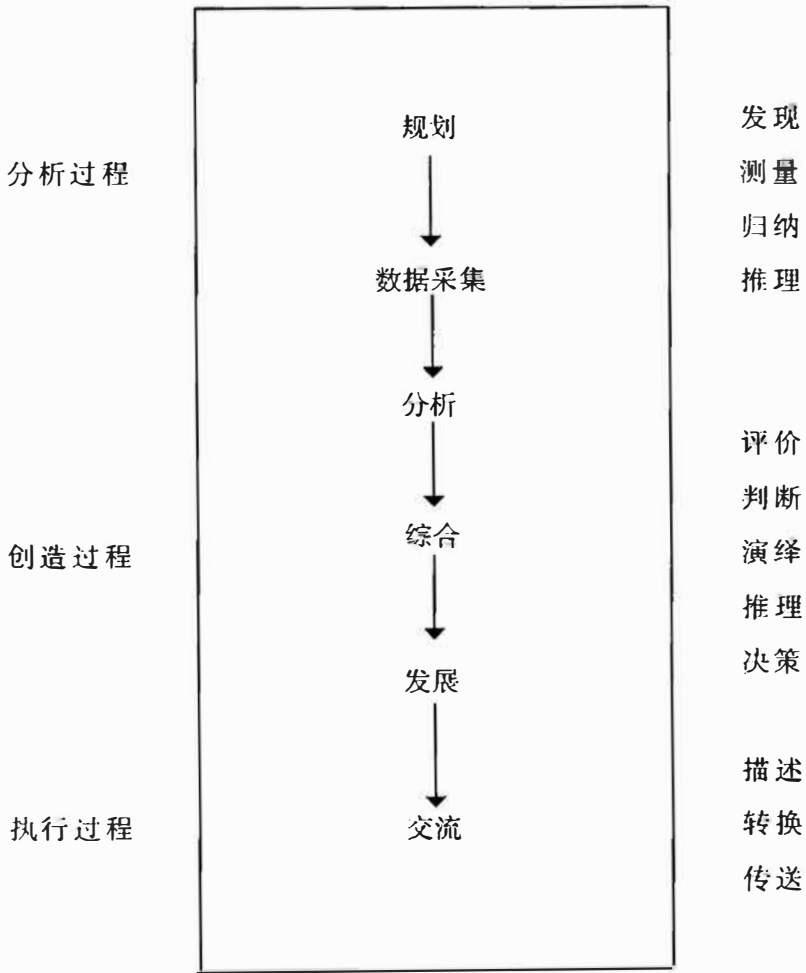 规划
发现
分析过程
测量
归纳
数据采集
推理
分析
评价
判断
综合
创造过程
演绎
推理
发展
决策
描述
执行过程
交流
转换
传送